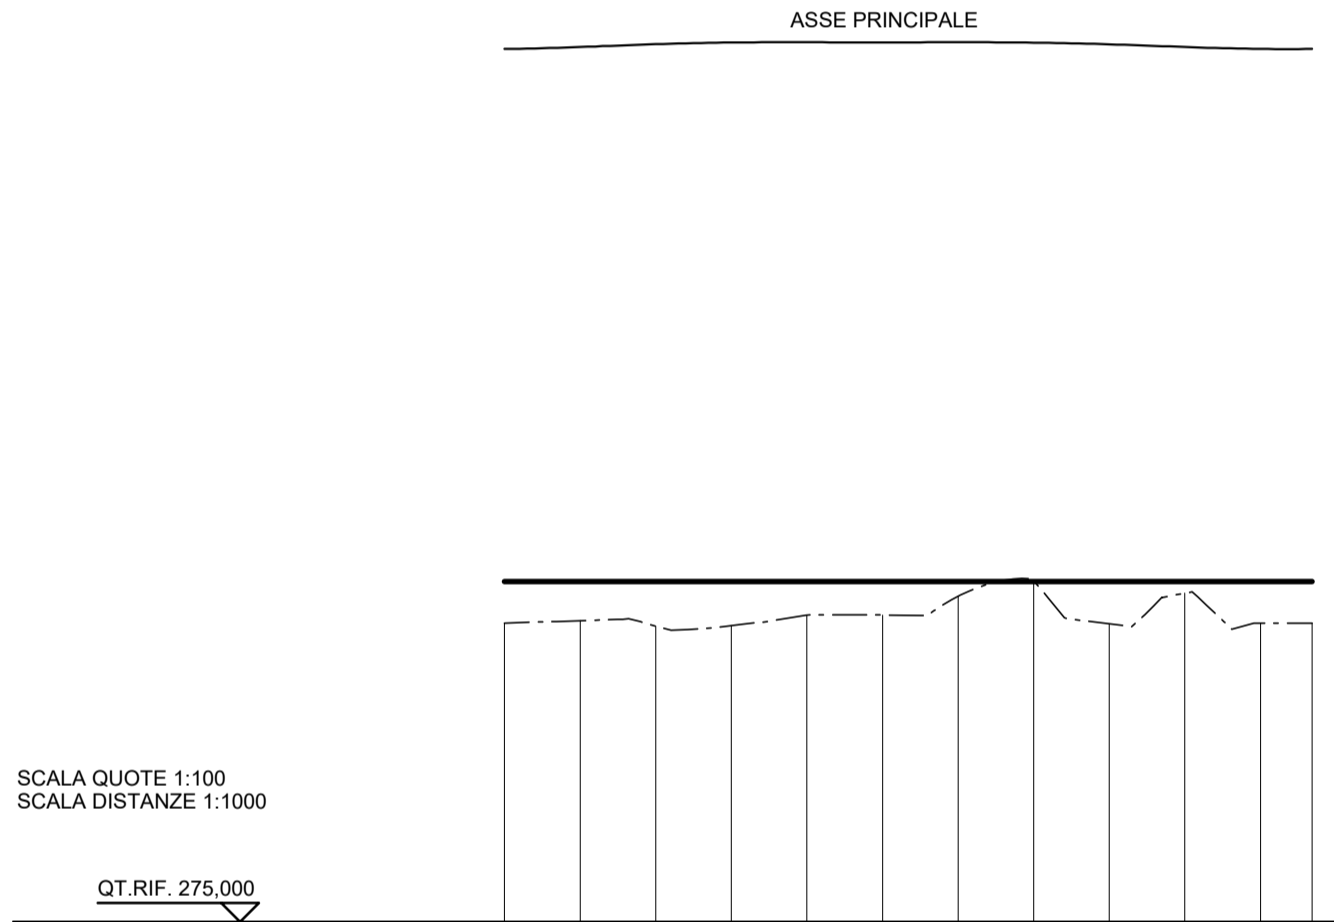 ASSE PRINCIPALE
SCALA QUOTE 1:100
SCALA DISTANZE 1:1000
QT.RIF. 275,000